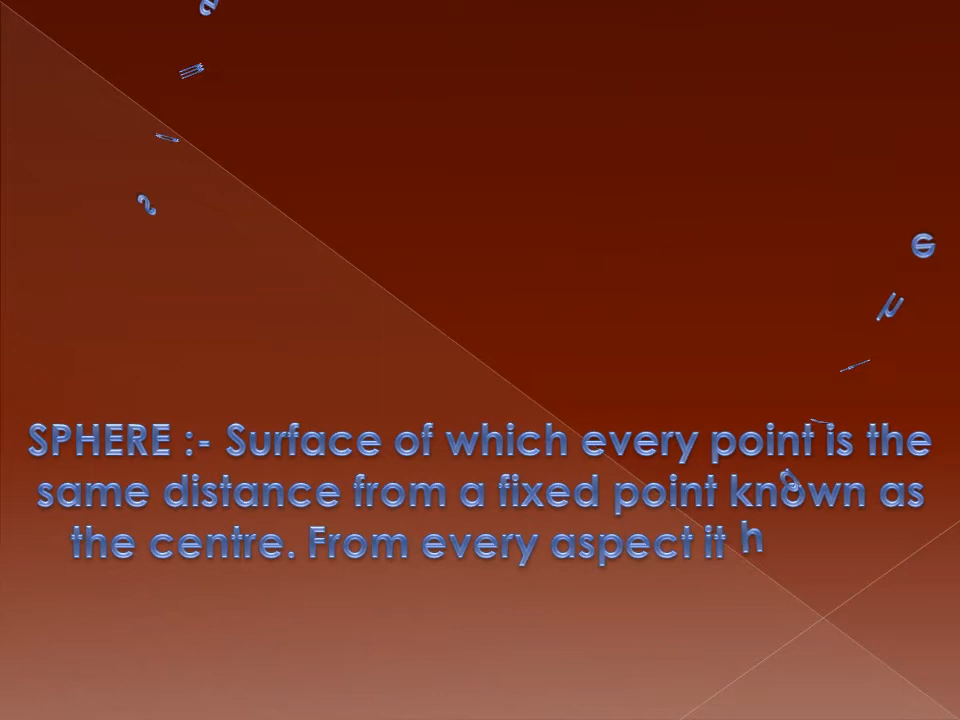 SPHERE :- Surface of which every point is the
same distance from a fixed point known as
the centre. From every aspect it h